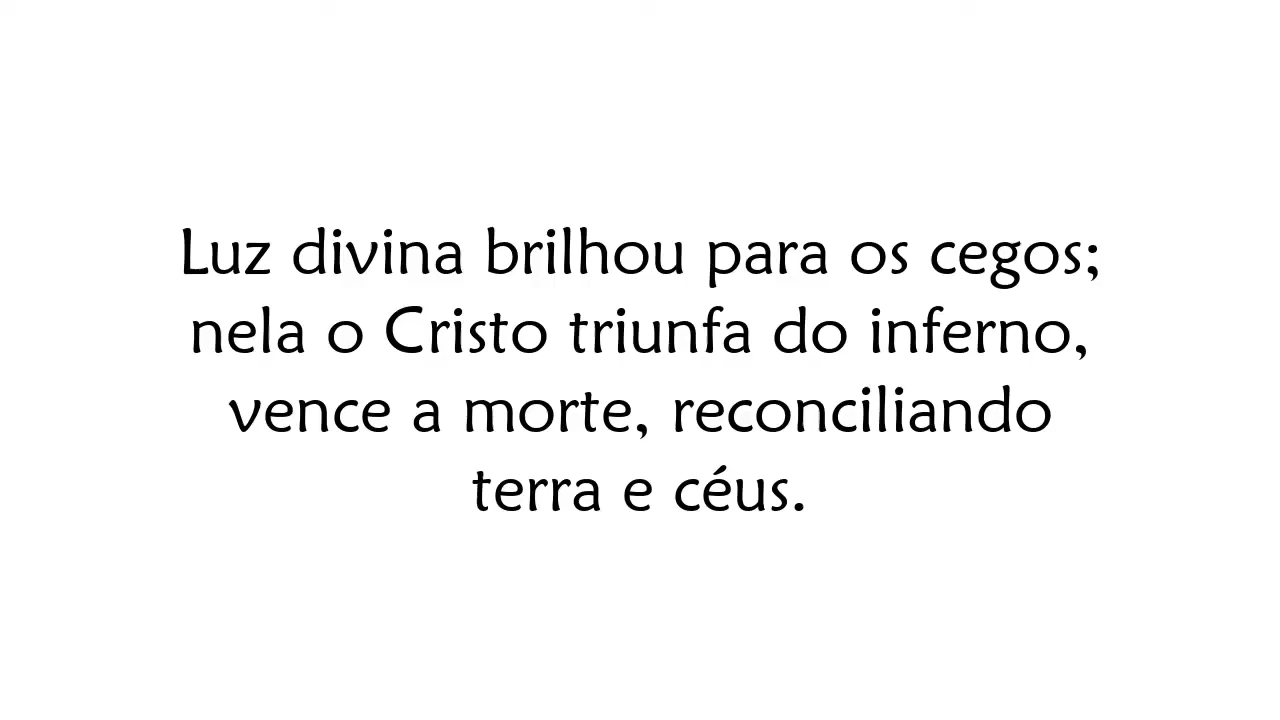 Luz divina brilhou para os cegos;
nela o Cristo triunfa do inferno,
vence a morte, reconciliando
terra e céus.